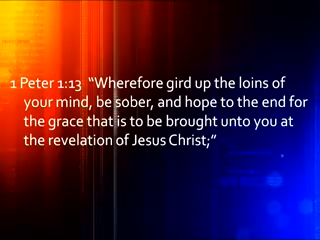 1 Peter 1:13  “Wherefore gird up the loins of
your mind, be sober, and hope to the end for
the grace that is to be brought unto you at
the revelation of Jesus Christ;”